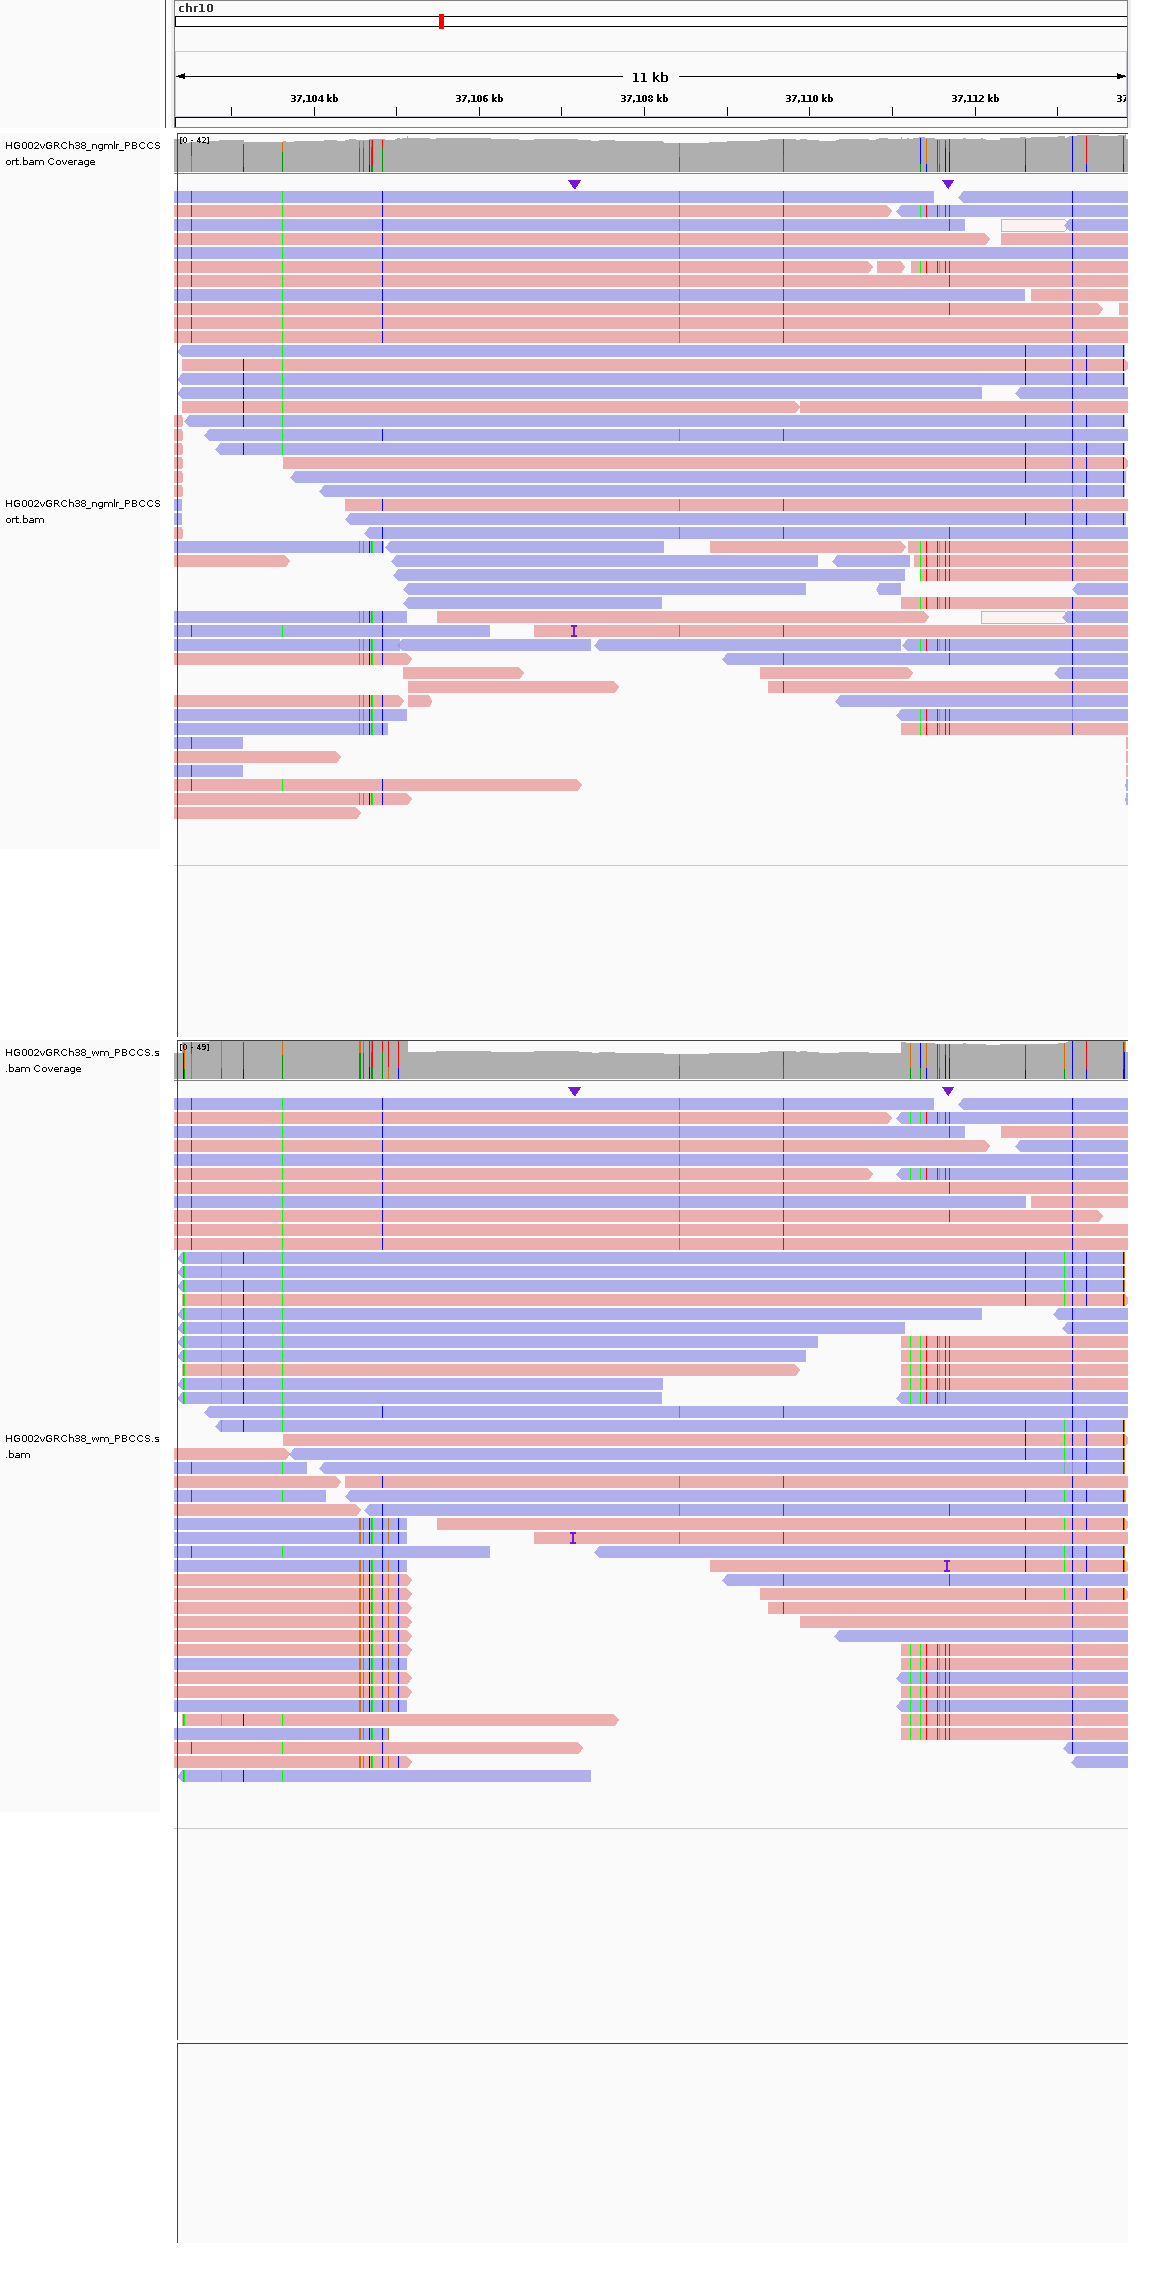 chr10
11 kb
37,104 kb
37,106 kb
37,108 kb
37,110 kb
37,112 kb
37
HG002vGRCh38_ngmlr_PBCCS
ort.bam Coverage
[0 - 42]
HG002vGRCh38_ngmlr_PBCCS
ort.bam
HG002vGRCh38_wm_PBCCS.s
.bam Coverage
[0 - 49]
HG002vGRCh38_wm_PBCCS.s
.bam